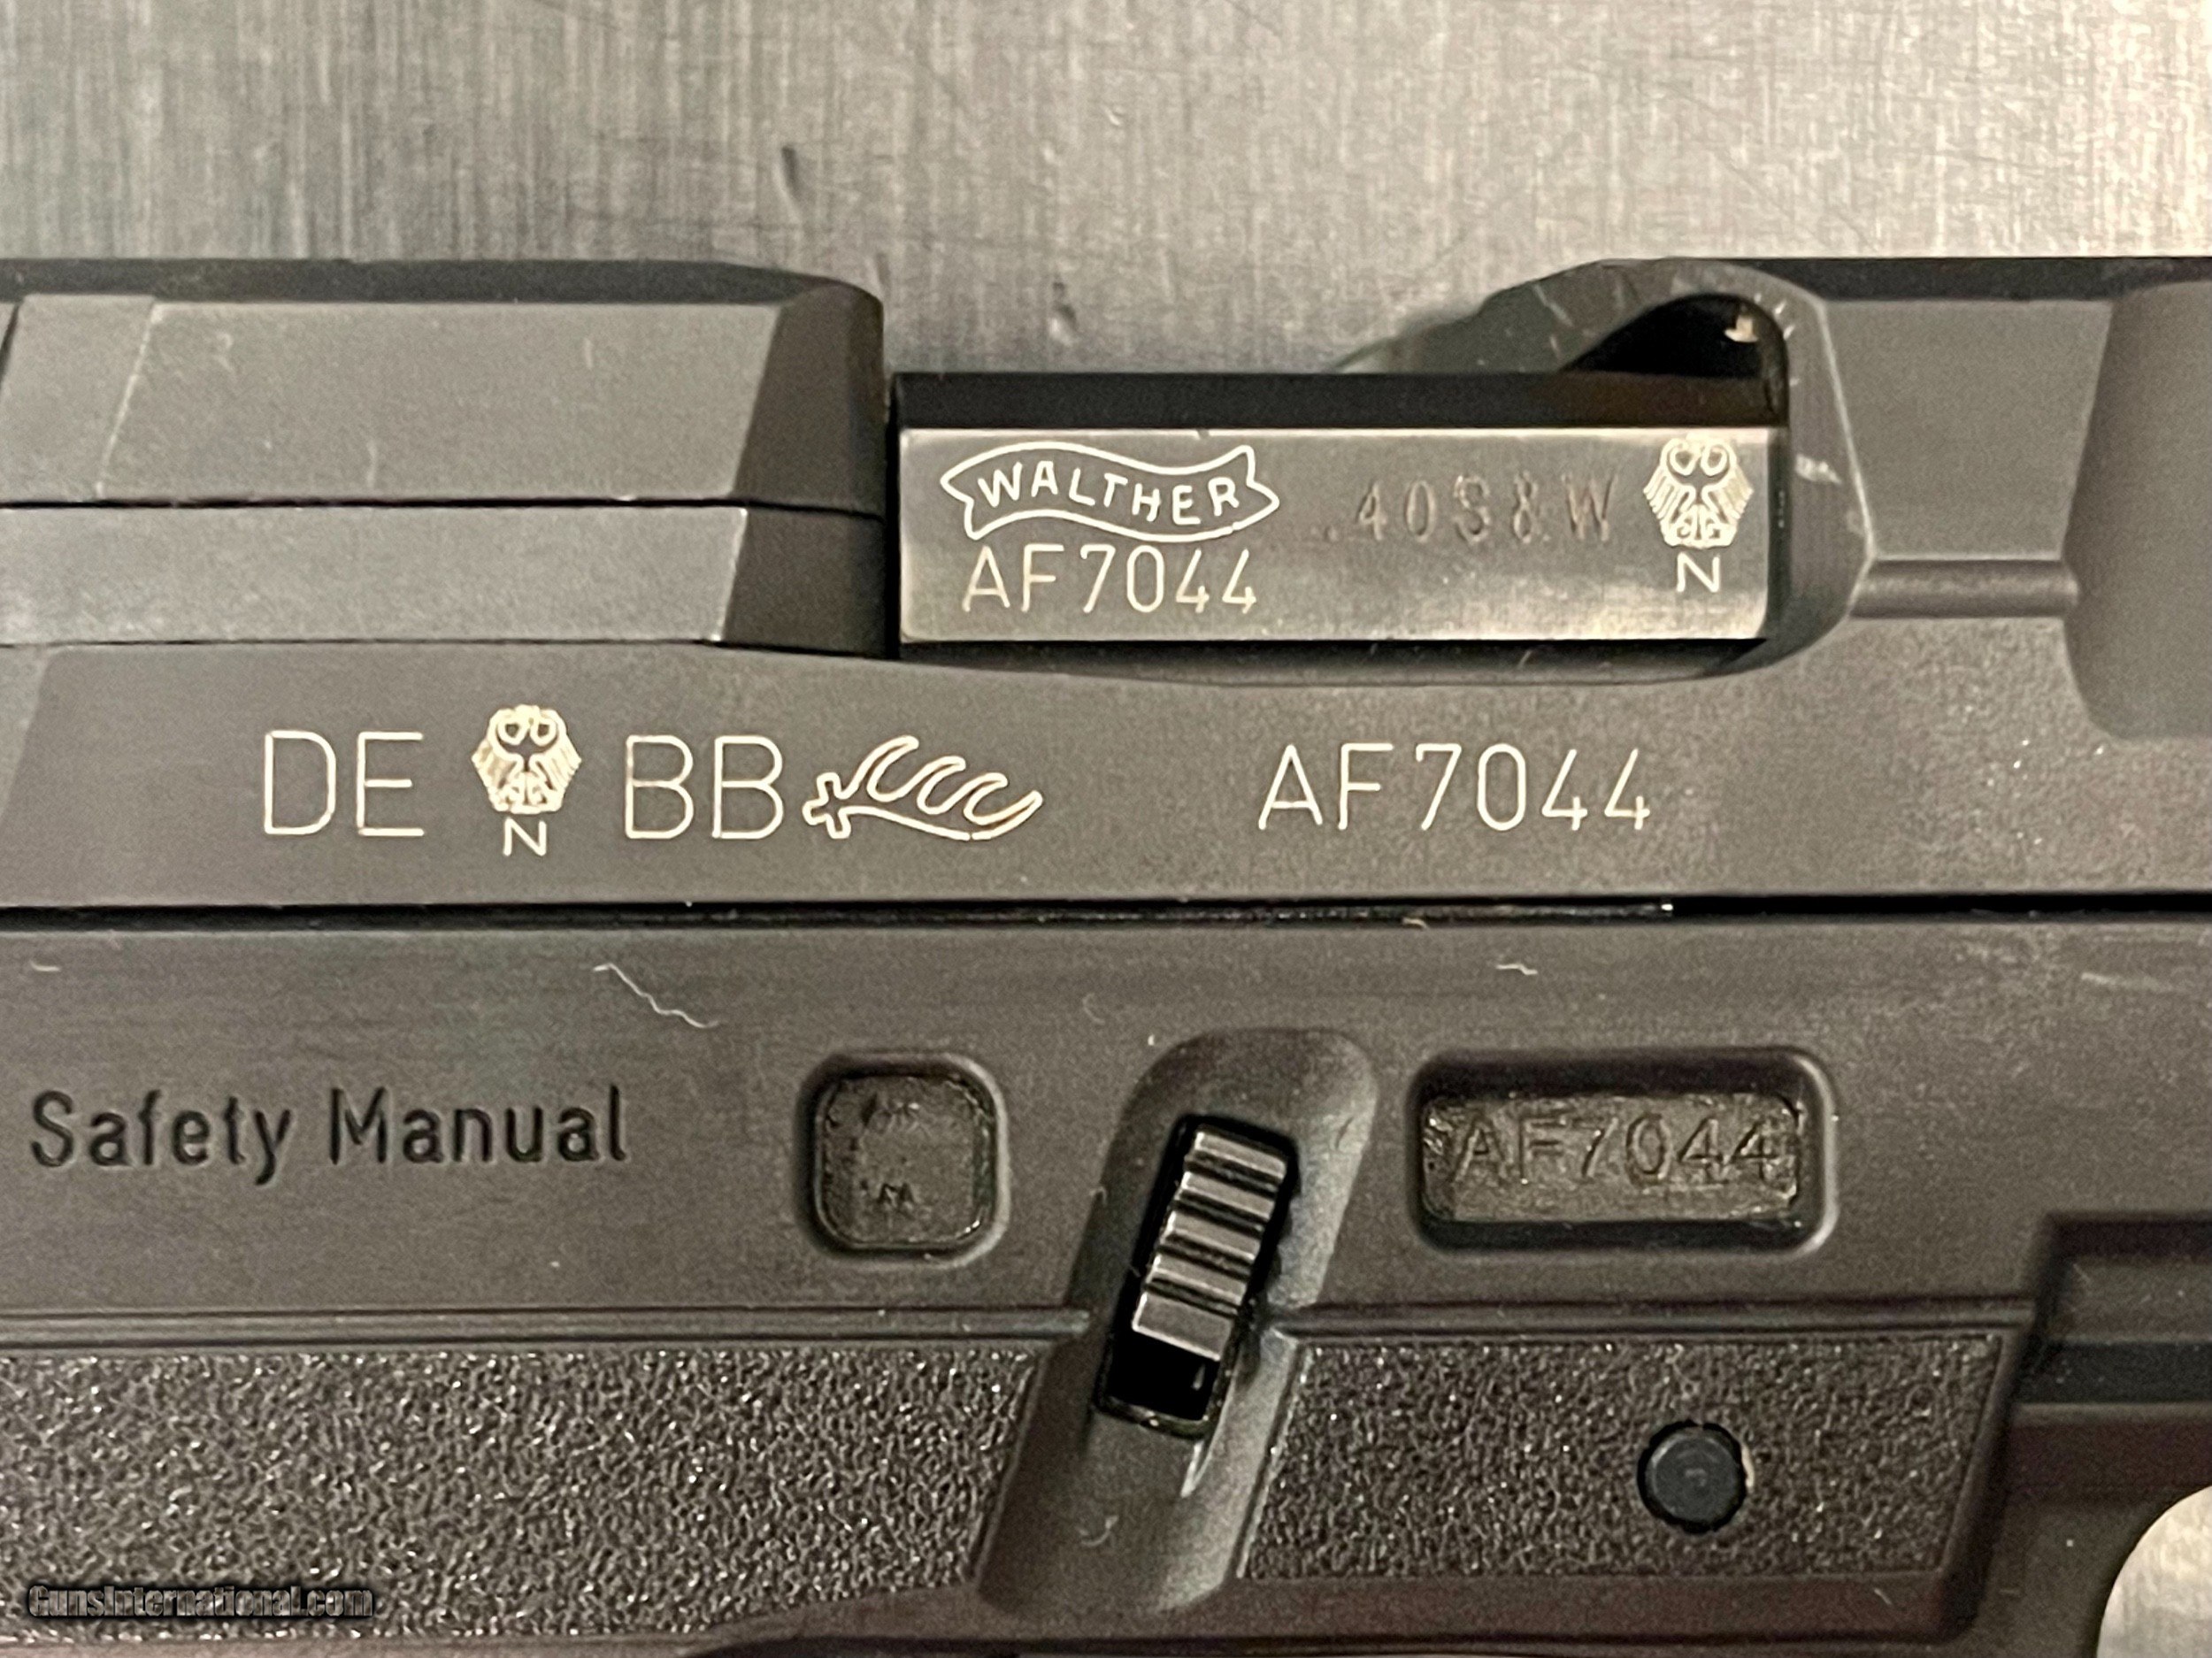 WALTHER
.40S&W
N
AF7044
DE
N
BB
AF7044
Safety Manual
AF7044
GunsInternational.com